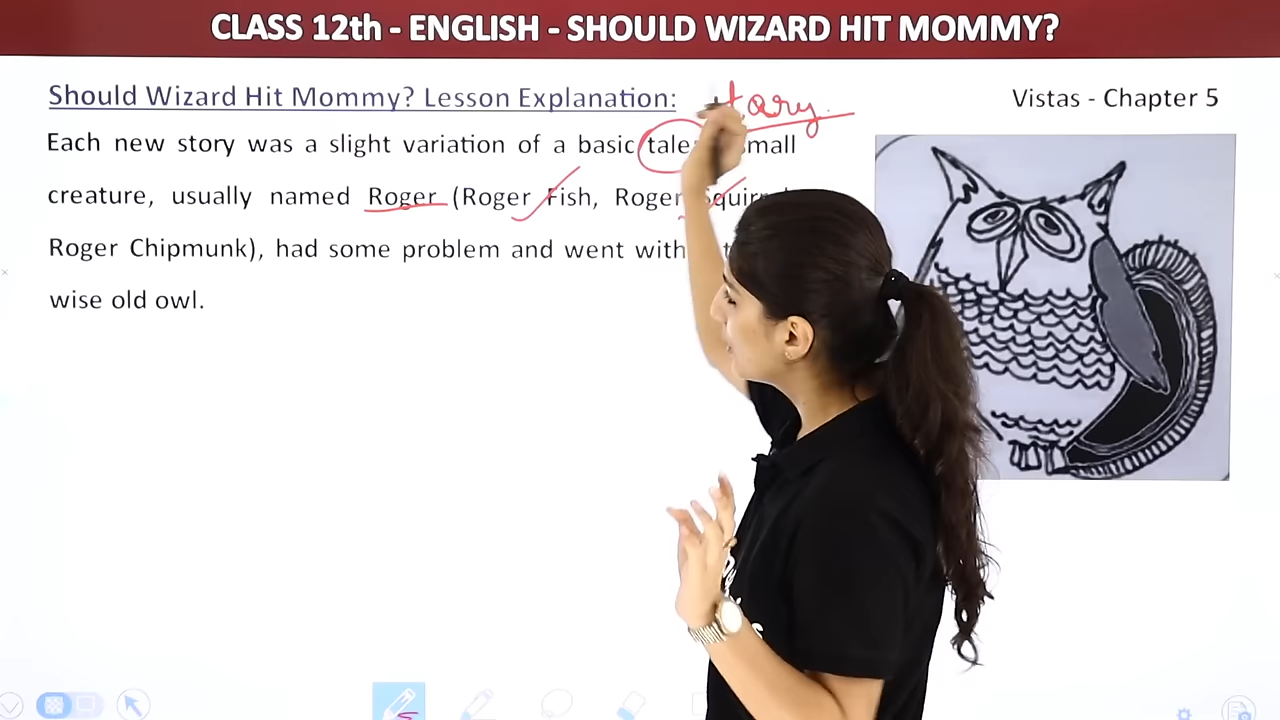 CLASS 12th - ENGLISH - SHOULD WIZARD HIT MOMMY?
Should Wizard Hit Mommy? Lesson Explanation:
Vistas - Chapter 5
tory.
Each new story was a slight variation of a basic tale: small
creature, usually named Roger (Roger Fish, Roger Squir
Roger Chipmunk), had some problem and went with
wise old owl.